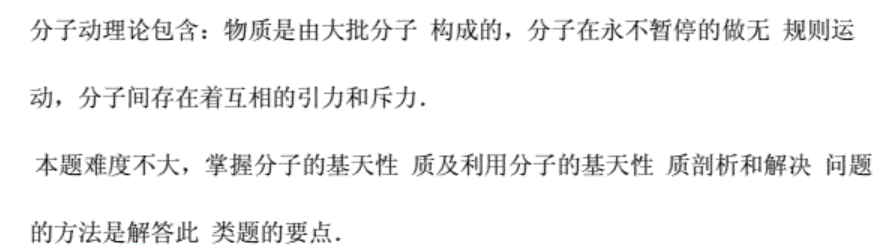 分子动理论包含：物质是由大批分子 构成的，分子在永不暂停的做无 规则运
动，分子间存在着互相的引力和斥力．
本题难度不大，掌握分子的基天性 质及利用分子的基天性 质剖析和解决 问题
的方法是解答此 类题的要点．